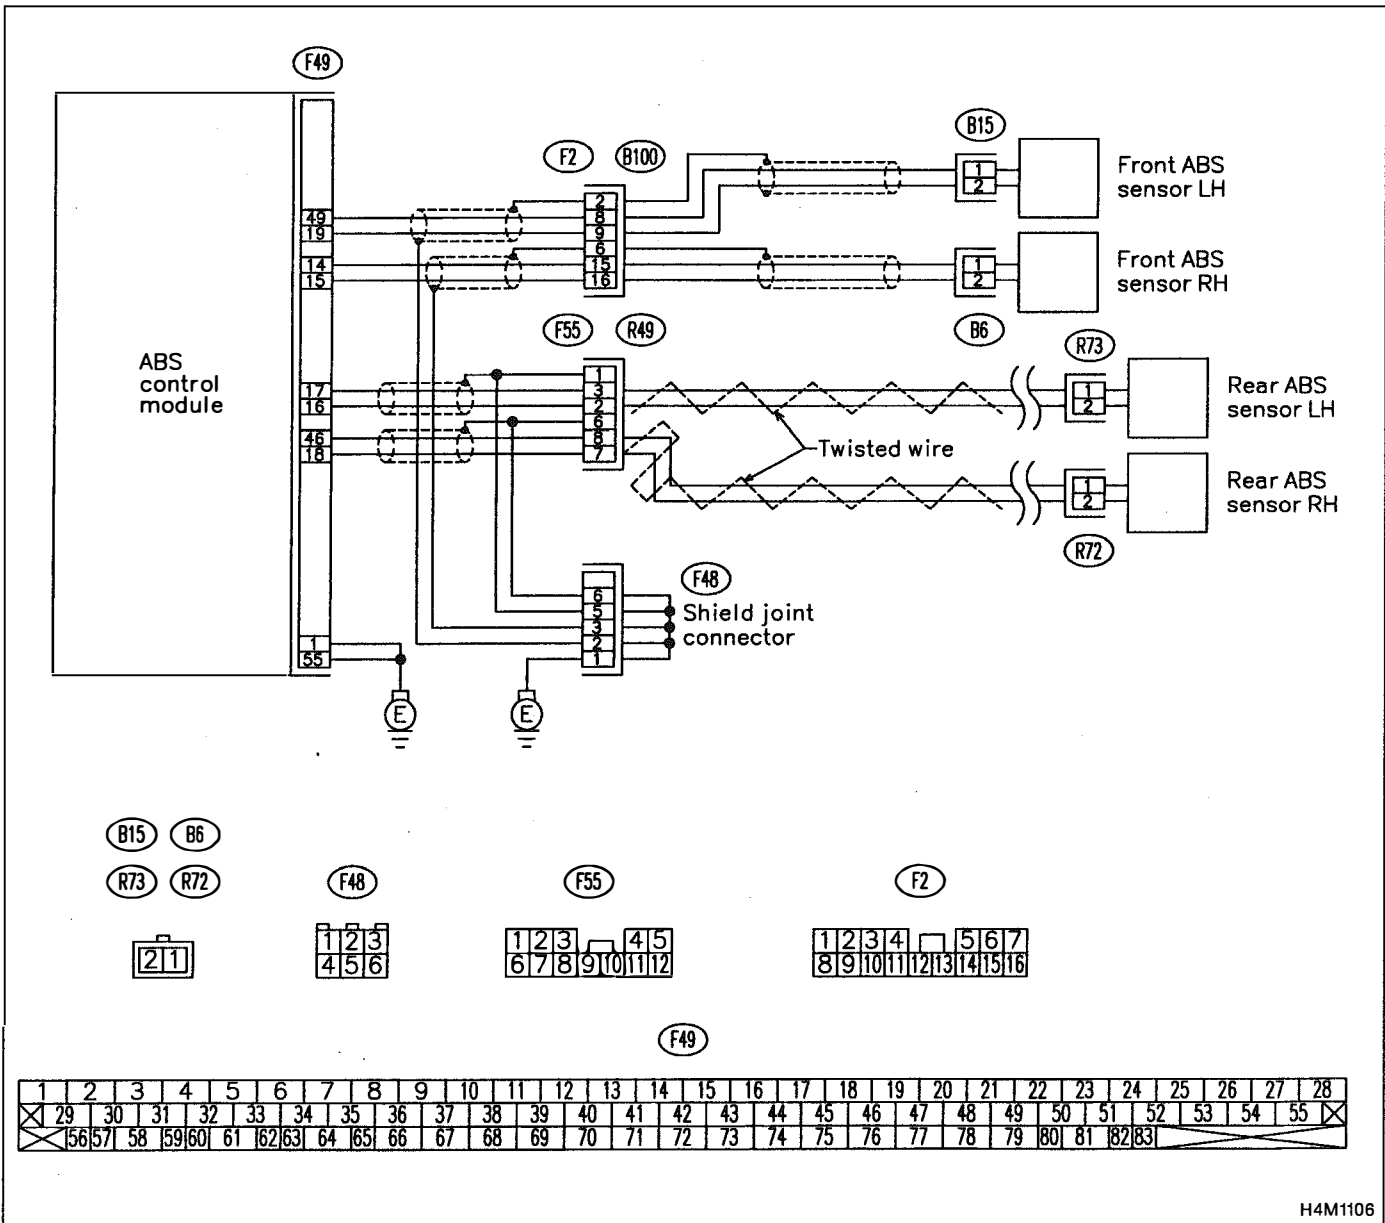 F49
B15
F2 B100
Front ABS
sensor LH
1
2
2
8
9
6
15
16
49
19
14
15
Front ABS
sensor RH
1
2
F55 R49
B6
R73
ABS
control
module
17
16
46
18
1
3
2
6
8
7
1
2
Rear ABS
sensor LH
Twisted wire
1
2
Rear ABS
sensor RH
R72
F48
6
5
3
2
1
Shield joint
connector
1
55
E E
B15 B6
R73 R72
F48
F55
F2
2 1
1 2 3
4 5 6
1 2 3 4 5
6 7 8 9 10 11 12
1 2 3 4 5 6 7
8 9 10 11 12 13 14 15 16
F49
1 2 3 4 5 6 7 8 9 10 11 12 13 14 15 16 17 18 19 20 21 22 23 24 25 26 27 28
29 30 31 32 33 34 35 36 37 38 39 40 41 42 43 44 45 46 47 48 49 50 51 52 53 54 55
56 57 58 59 60 61 62 63 64 65 66 67 68 69 70 71 72 73 74 75 76 77 78 79 80 81 82 83
H4M1106